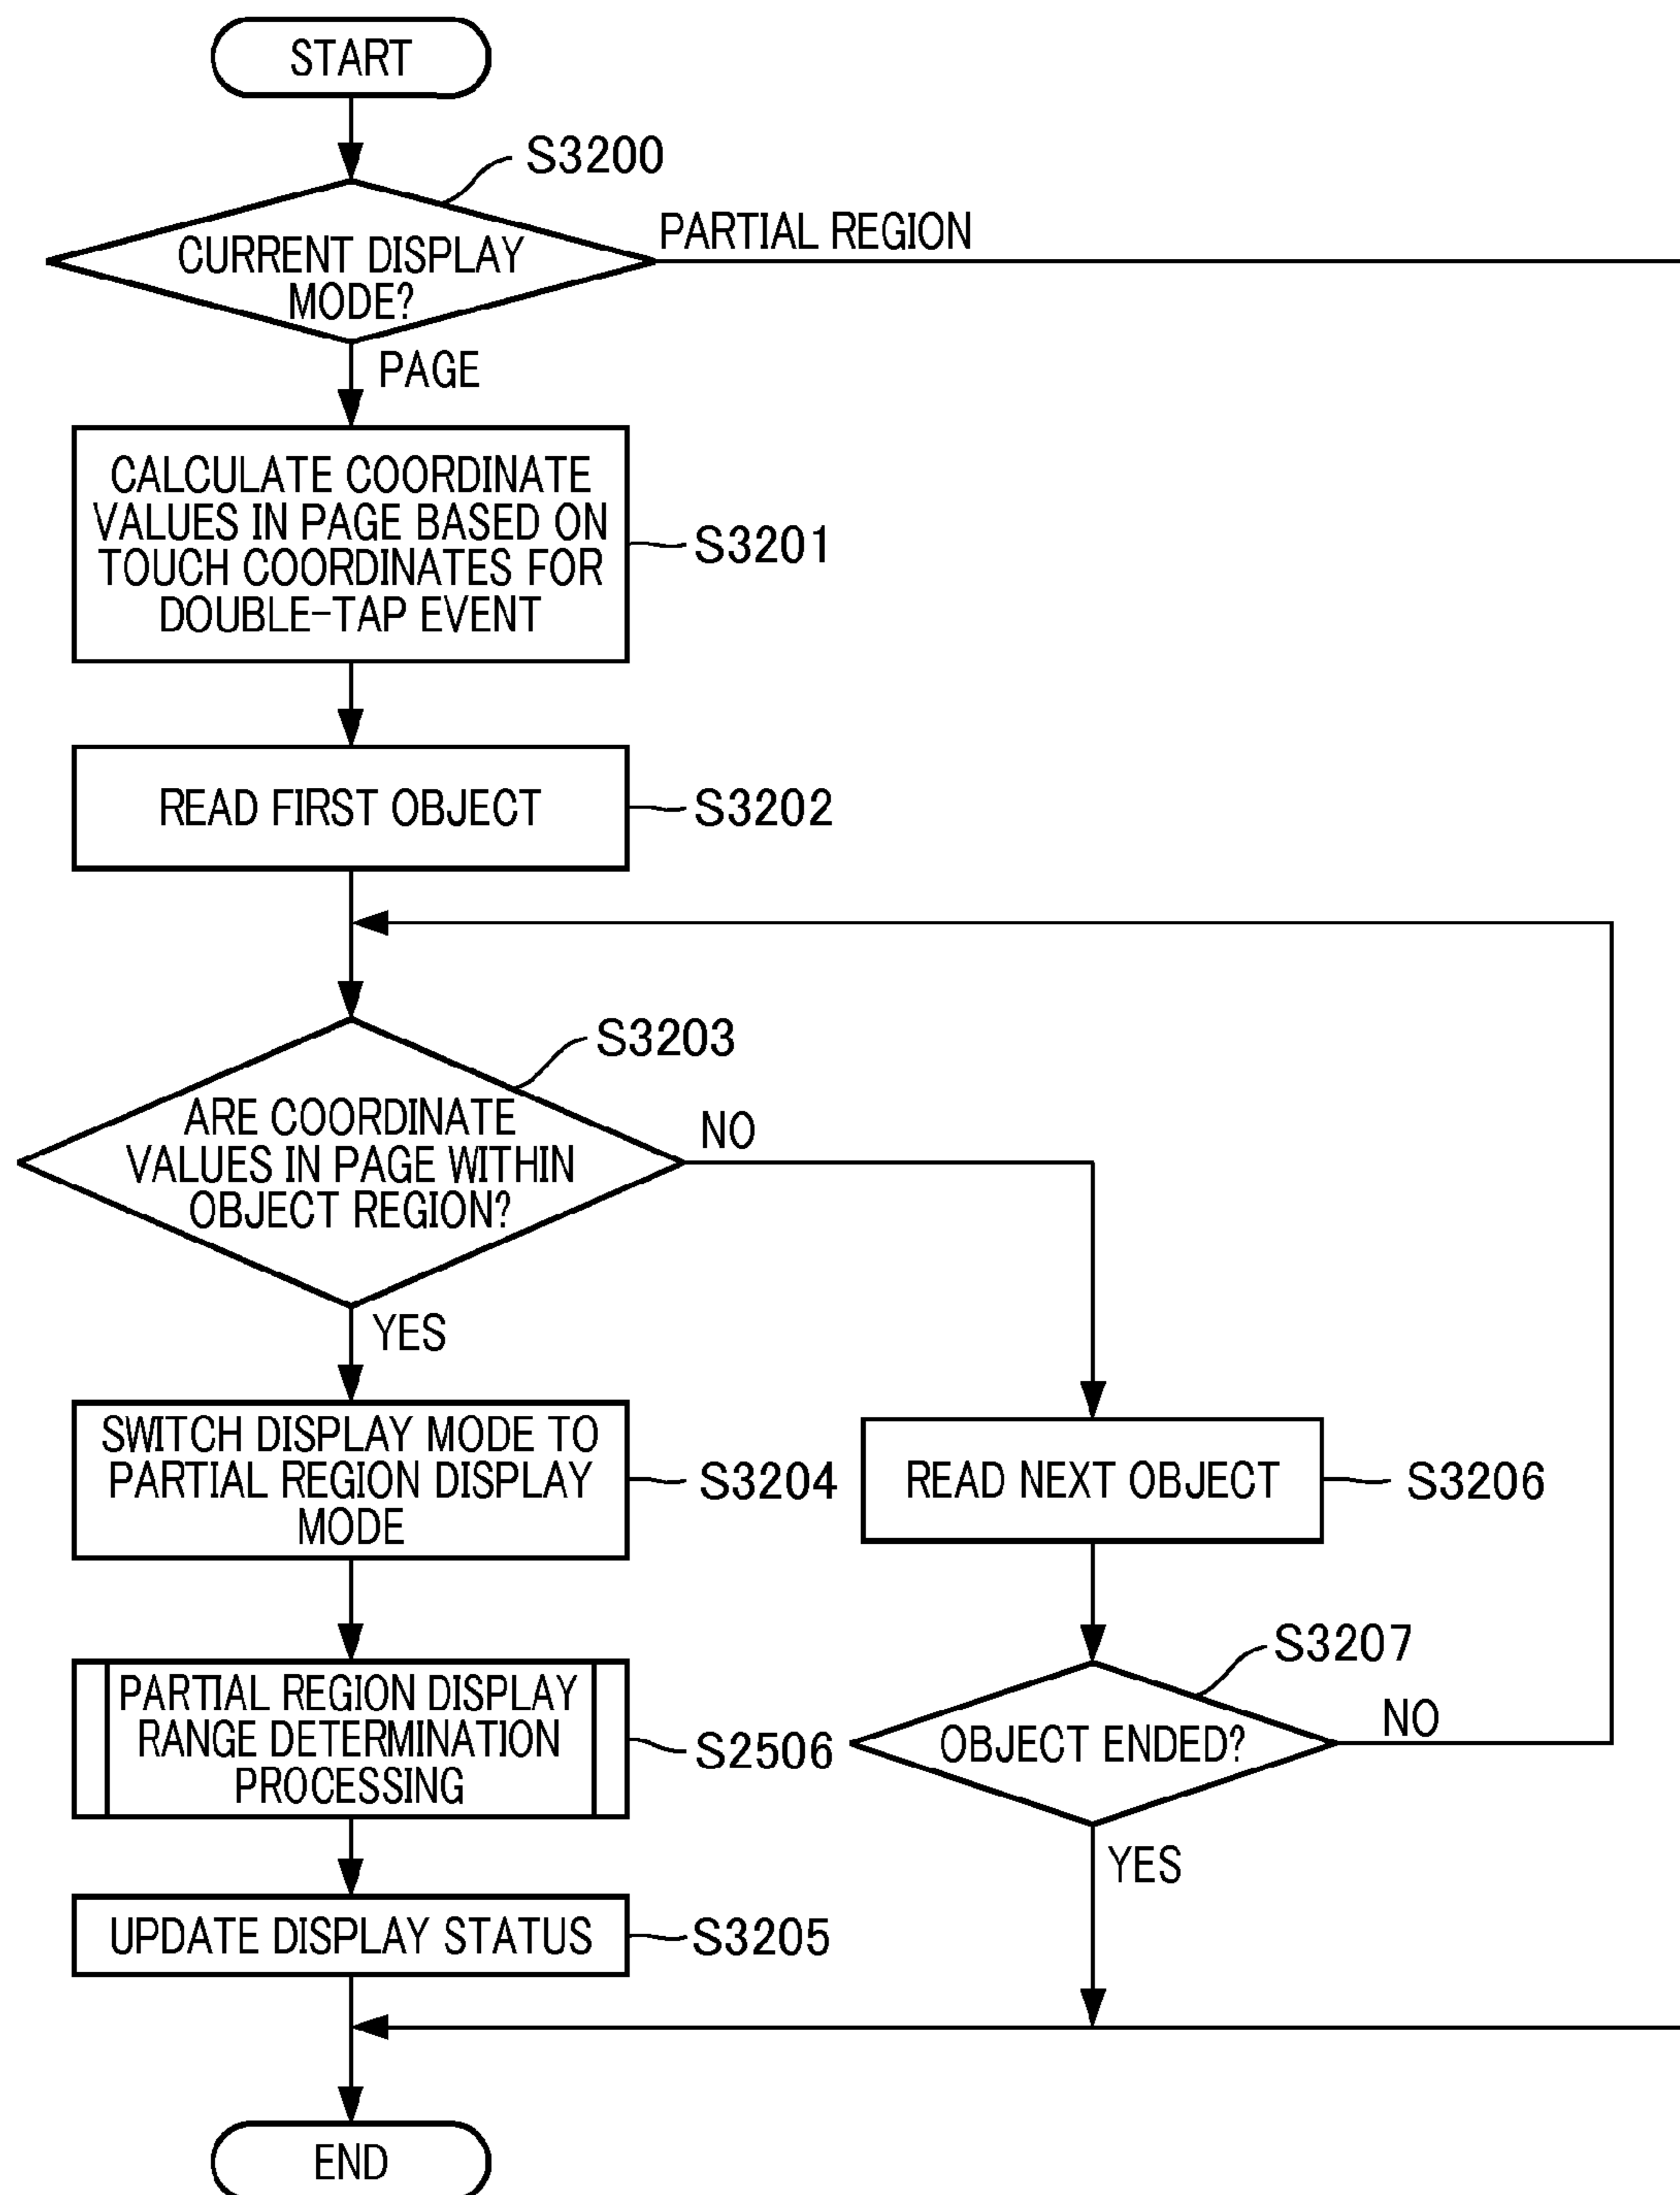 START
S3200
CURRENT DISPLAY
MODE?
PARTIAL REGION
PAGE
CALCULATE COORDINATE
VALUES IN PAGE BASED ON
TOUCH COORDINATES FOR
DOUBLE-TAP EVENT
S3201
READ FIRST OBJECT
S3202
S3203
ARE COORDINATE
VALUES IN PAGE WITHIN
OBJECT REGION?
NO
YES
SWITCH DISPLAY MODE TO
PARTIAL REGION DISPLAY
MODE
S3204
READ NEXT OBJECT
S3206
PARTIAL REGION DISPLAY
RANGE DETERMINATION
PROCESSING
S2506
S3207
OBJECT ENDED?
NO
YES
UPDATE DISPLAY STATUS
S3205
END